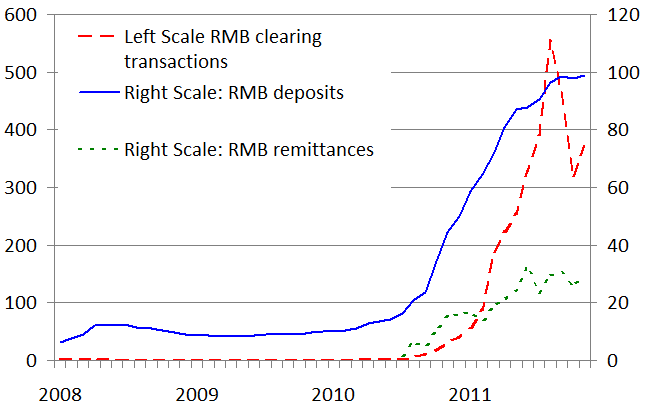 600
500
400
300
200
100
0
120
100
80
60
40
20
0
Left Scale RMB clearing
transactions
Right Scale: RMB deposits
Right Scale: RMB remittances
2008 2009 2010 2011